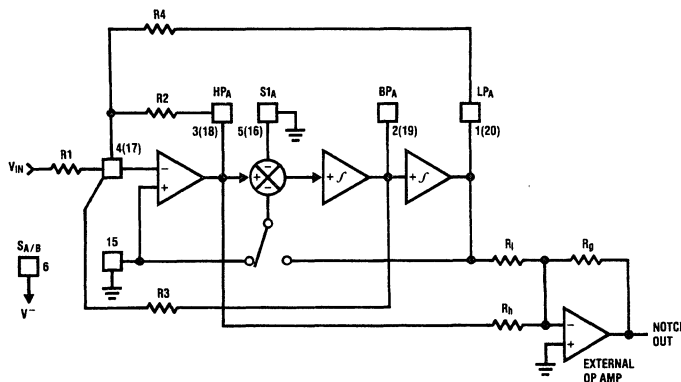 R4
R2
HPA
S1A
BPA
LPA
3(18)
5(16)
2(19)
1(20)
R1
4(17)
VIN
SA/B
6
V−
15
R3
Rl
Rg
Rh
NOTCH
OUT
EXTERNAL
OP AMP